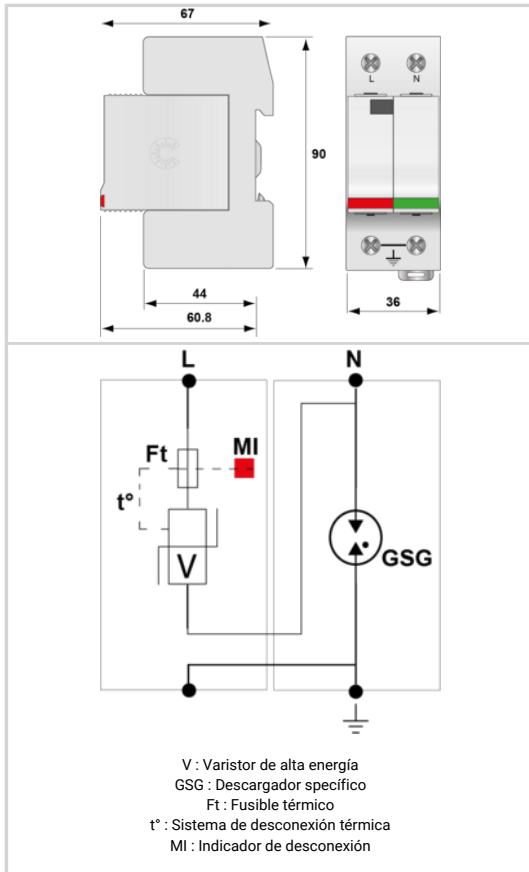 67
L N
90
44
60.8
36
L N
Ft MI
t°
V
GSG
V : Varistor de alta energía
GSG : Descargador specífico
Ft : Fusible térmico
t° : Sistema de desconexión térmica
MI : Indicador de desconexión